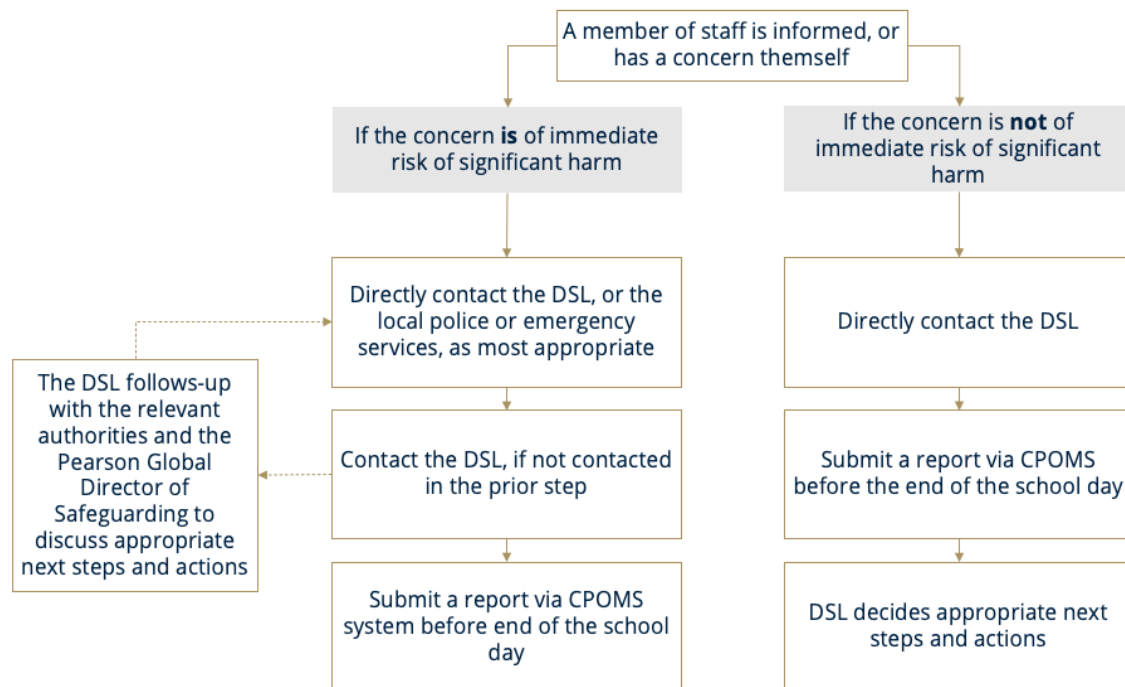 A member of staff is informed, or
has a concern themself
If the concern is of immediate
risk of significant harm
If the concern is not of
immediate risk of significant
harm
Directly contact the DSL, or the
local police or emergency
services, as most appropriate
Directly contact the DSL
The DSL follows-up
with the relevant
authorities and the
Pearson Global
Director of
Safeguarding to
discuss appropriate
next steps and actions
Contact the DSL, if not contacted
in the prior step
Submit a report via CPOMS
before the end of the school day
Submit a report via CPOMS
system before end of the school
day
DSL decides appropriate next
steps and actions